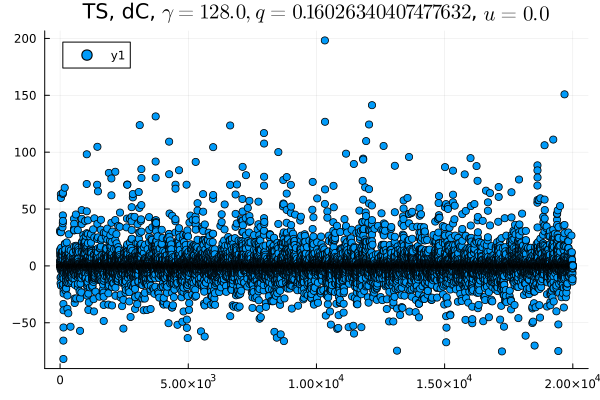 TS, dC, γ = 128.0, q = 0.16026340407477632, u = 0.0
y1
200
150
100
50
0
−50
0 5.00×10³ 1.00×10⁴ 1.50×10⁴ 2.00×10⁴